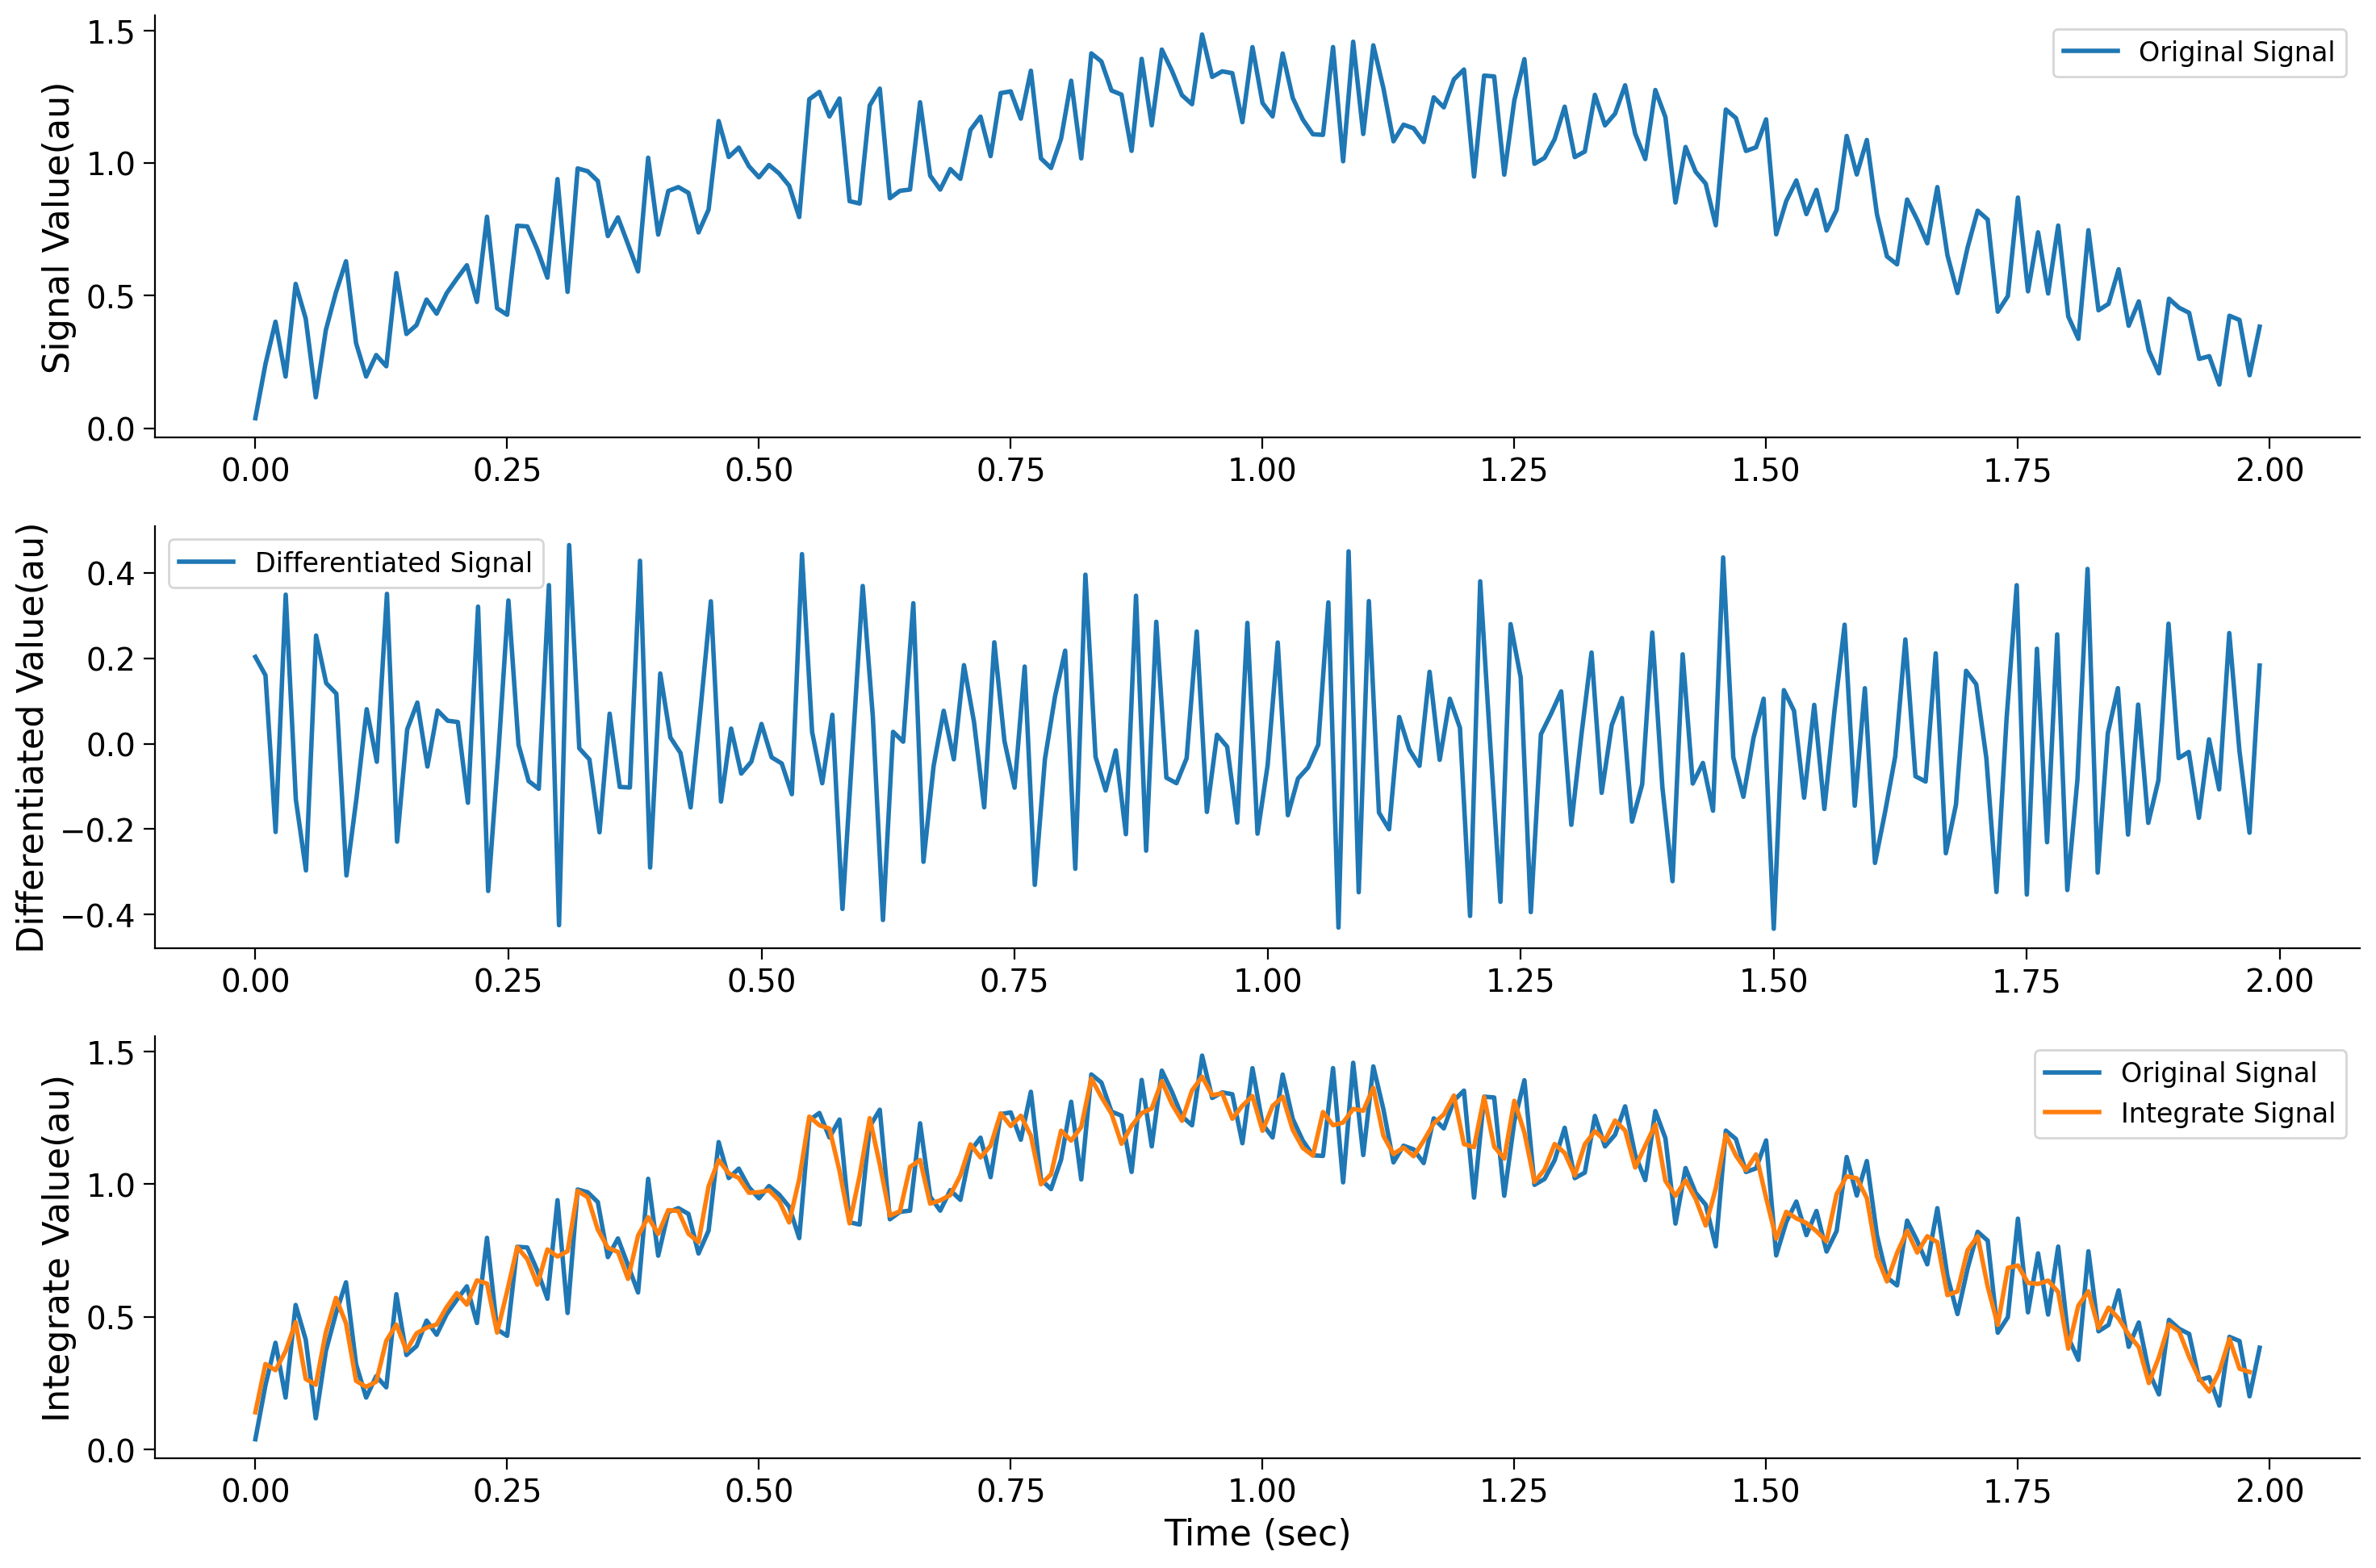 Signal Value(au)
1.5
1.0
0.5
0.0
Original Signal
0.00 0.25 0.50 0.75 1.00 1.25 1.50 1.75 2.00
Differentiated Value(au)
0.4
0.2
0.0
−0.2
−0.4
Differentiated Signal
0.00 0.25 0.50 0.75 1.00 1.25 1.50 1.75 2.00
Integrate Value(au)
1.5
1.0
0.5
0.0
Original Signal
Integrate Signal
0.00 0.25 0.50 0.75 1.00 1.25 1.50 1.75 2.00
Time (sec)